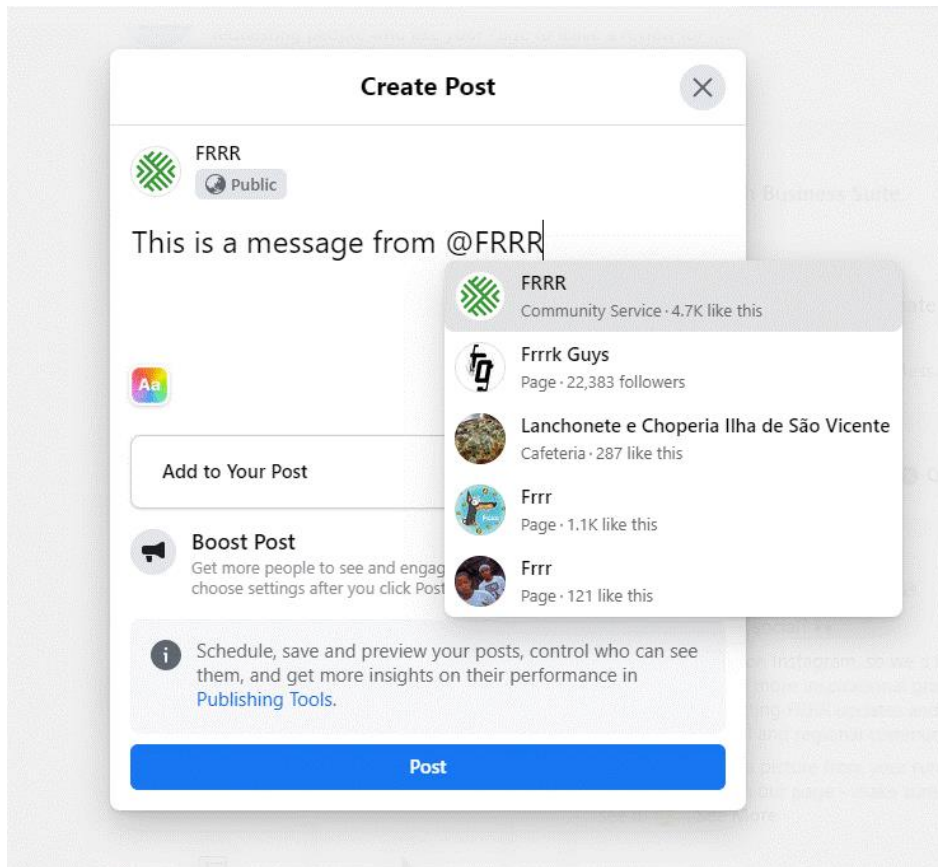 Create Post
FRRR
Public
This is a message from @FRRR
FRRR
Community Service · 4.7K like this
Frrrk Guys
Page · 22,383 followers
Lanchonete e Choperia Ilha de São Vicente
Cafeteria · 287 like this
Frrr
Page · 1.1K like this
Frrr
Page · 121 like this
Aa
Add to Your Post
Boost Post
Get more people to see and engag
choose settings after you click Post
Schedule, save and preview your posts, control who can see
them, and get more insights on their performance in
Publishing Tools.
Post